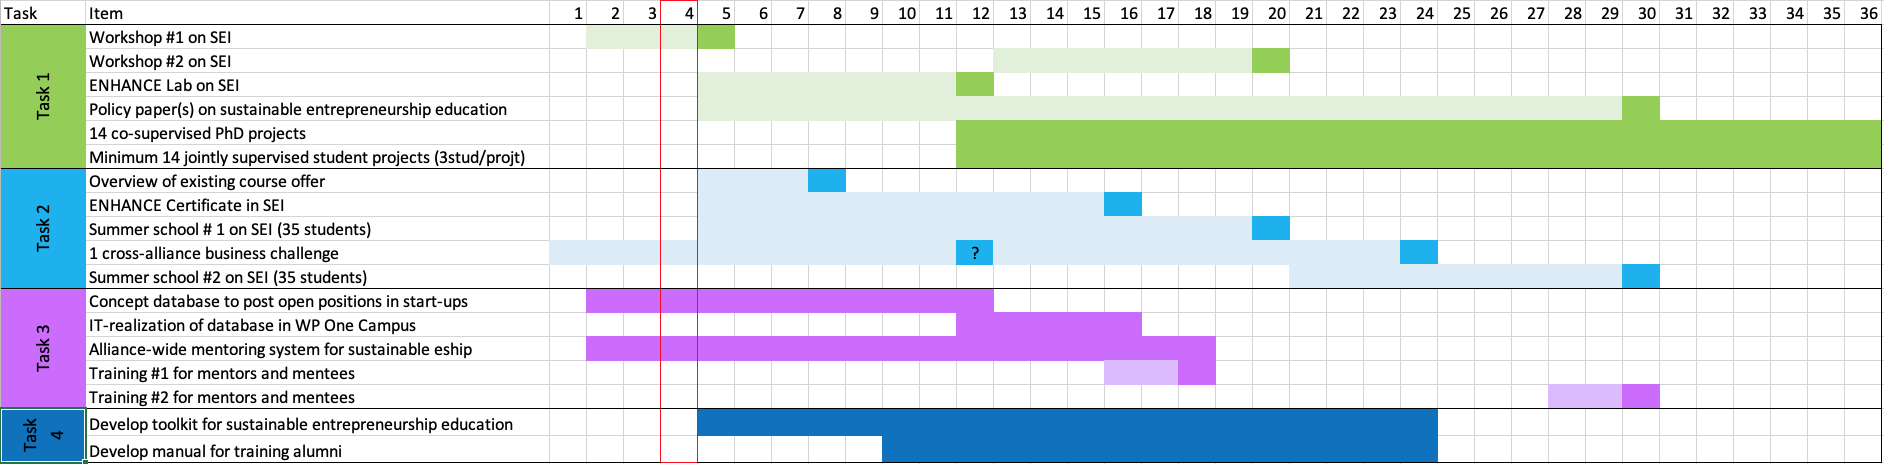 Task Item 1 2 3 4 5 6 7 8 9 10 11 12 13 14 15 16 17 18 19 20 21 22 23 24 25 26 27 28 29 30 31 32 33 34 35 36
Task 1
Workshop #1 on SEI
Workshop #2 on SEI
ENHANCE Lab on SEI
Policy paper(s) on sustainable entrepreneurship education
14 co-supervised PhD projects
Minimum 14 jointly supervised student projects (3stud/projt)
Task 2
Overview of existing course offer
ENHANCE Certificate in SEI
Summer school # 1 on SEI (35 students)
1 cross-alliance business challenge ?
Summer school #2 on SEI (35 students)
Task 3
Concept database to post open positions in start-ups
IT-realization of database in WP One Campus
Alliance-wide mentoring system for sustainable eship
Training #1 for mentors and mentees
Training #2 for mentors and mentees
Task
4
Develop toolkit for sustainable entrepreneurship education
Develop manual for training alumni